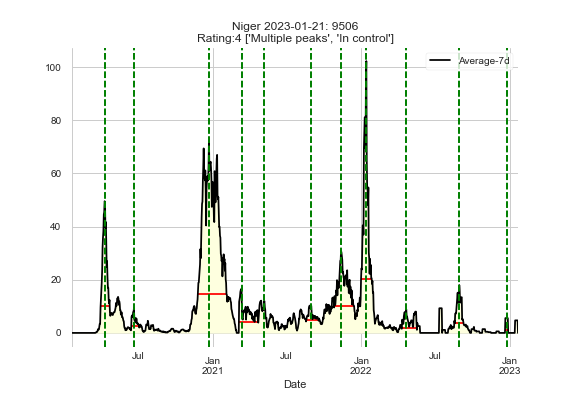 Niger 2023-01-21: 9506
Rating:4 ['Multiple peaks', 'In control']
Average-7d
100
80
60
40
20
0
Jul
Jan
2021
Jul
Jan
2022
Jul
Jan
2023
Date